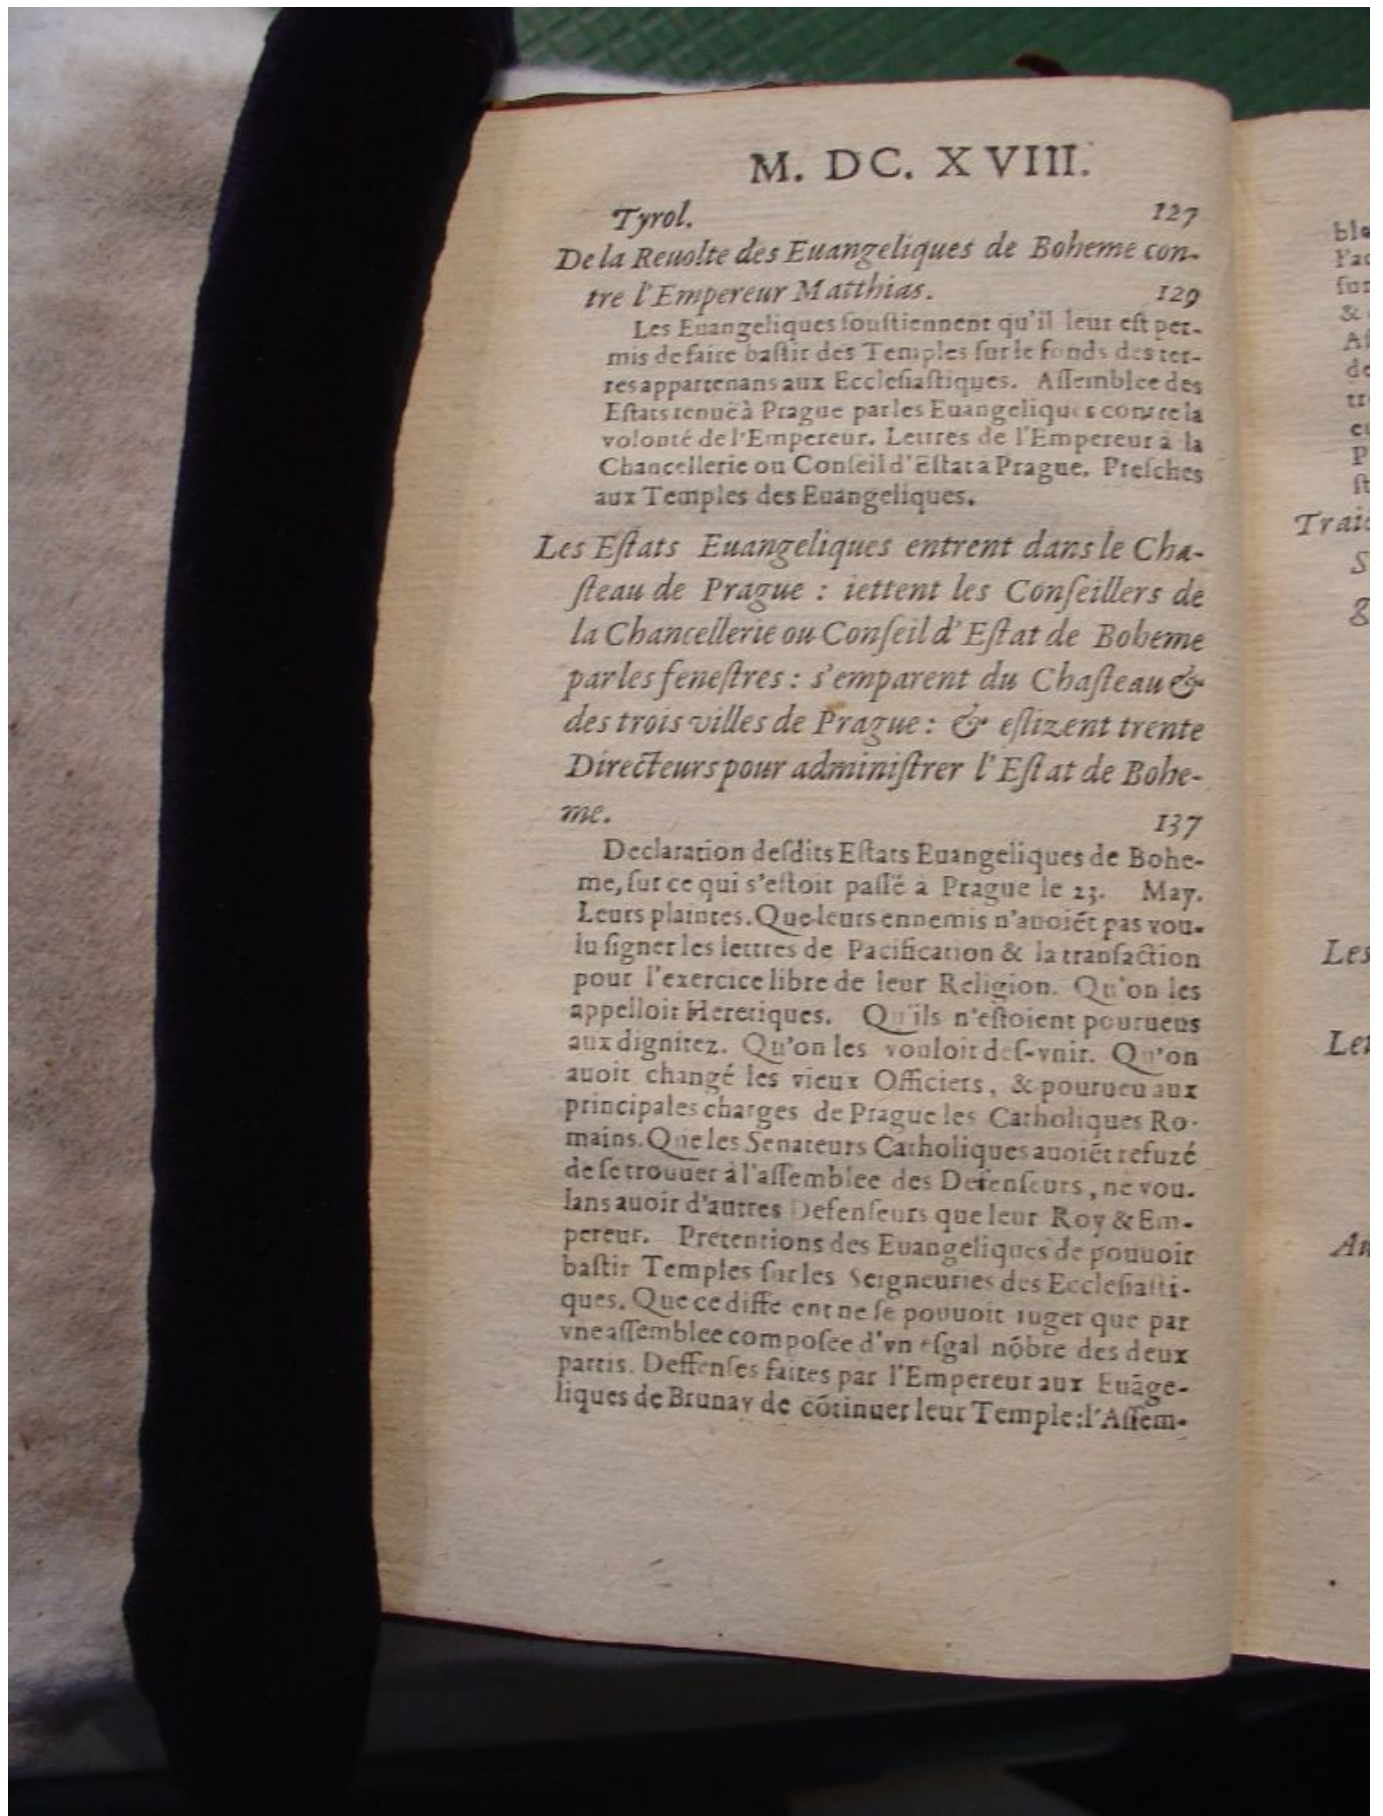 M. DC. XVIII.
Tyrol. 127
De la Reuolte des Euangeliques de Boheme con-
tre l'Empereur Matthias. 129
Les Euangeliques souſtiennent qu'il leur eſt per-
mis de faire baſtir des Temples ſur le fonds des ter-
res appartenans aux Eccleſiaſtiques. Aſſemblee des
Eſtats tenuë à Prague par les Euangeliques contre la
volonté de l'Empereur. Lettres de l'Empereur à la
Chancellerie ou Conſeil d'Eſtat à Prague. Preſches
aux Temples des Euangeliques.
Les Eſtats Euangeliques entrent dans le Cha-
ſteau de Prague : iettent les Conſeillers de
la Chancellerie ou Conſeil d'Eſtat de Boheme
par les feneſtres : s'emparent du Chaſteau &
des trois villes de Prague : & eſlizent trente
Directeurs pour adminiſtrer l'Eſtat de Bohe-
me. 137
Declaration deſdits Eſtats Euangeliques de Bohe-
me, ſur ce qui s'eſtoit paſſé à Prague le 23. May.
Leurs plaintes. Que leurs ennemis n'auoiẽt pas vou-
lu ſigner les lettres de Pacification & la tranſaction
pour l'exercice libre de leur Religion. Qu'on les
appelloit Heretiques. Qu'ils n'eſtoient pourueus
aux dignitez. Qu'on les vouloit deſ-vnir. Qu'on
auoit changé les vieux Officiers, & pourueu aux
principales charges de Prague les Catholiques Ro-
mains. Que les Senateurs Catholiques auoiẽt refuzé
de ſe trouuer à l'aſſemblee des Defenſeurs, ne vou-
lans auoir d'autres Defenſeurs que leur Roy & Em-
pereur. Pretentions des Euangeliques de pouuoir
baſtir Temples ſur les Seigneuries des Eccleſiaſti-
ques. Que ce different ne ſe pouuoit iuger que par
vne aſſemblee compoſee d'vn eſgal nõbre des deux
partis. Deffenſes faites par l'Empereur aux Euãge-
liques de Brunay de cõtinuer leur Temple : l'Aſſem-
ble
ſur
&
de
Les